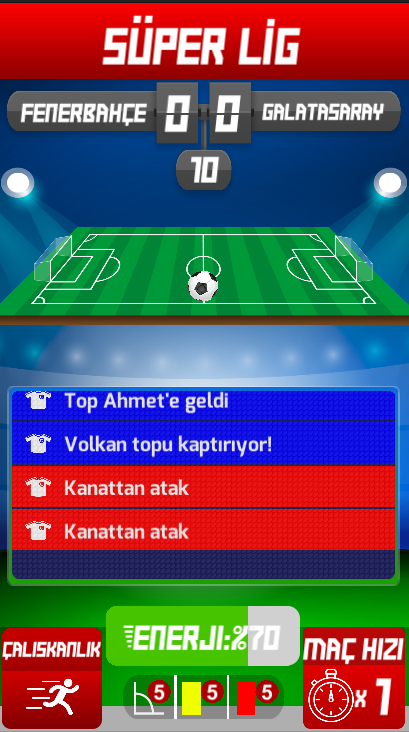 SÜPER LİG
FENERBAHÇE 0 0 GALATASARAY
10
Top Ahmet'e geldi
Volkan topu kaptırıyor!
Kanattan atak
Kanattan atak
ENERJI:%70
ÇALISKANLIK
MAÇ HIZI
x 1
5 5 5